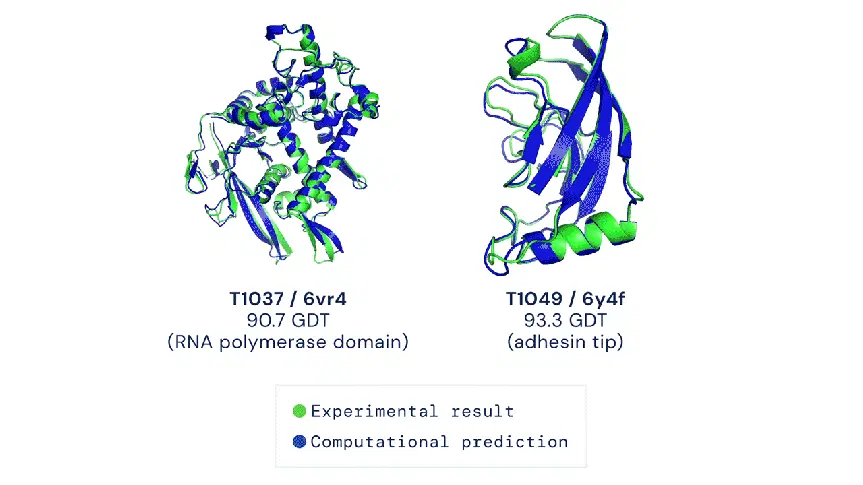 T1037 / 6vr4
90.7 GDT
(RNA polymerase domain)
T1049 / 6y4f
93.3 GDT
(adhesin tip)
Experimental result
Computational prediction